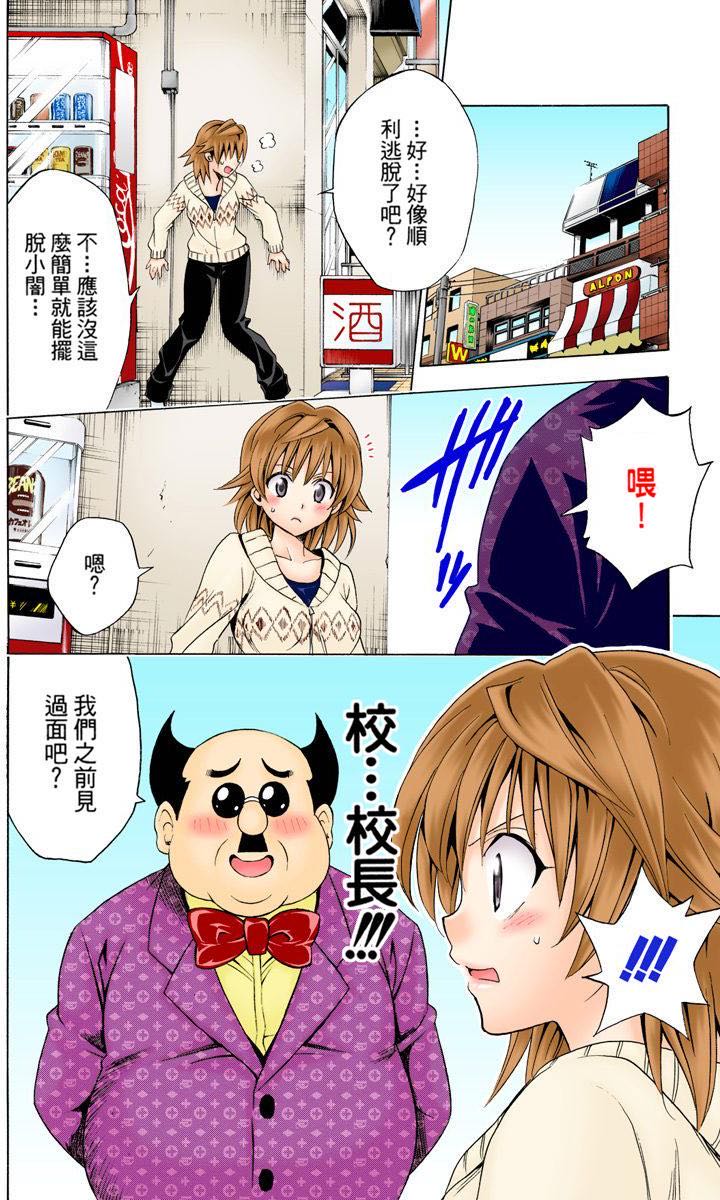 …好…好像順
利逃脫了吧？
ALPON
W
酒
不…應該沒這
麼簡單就能擺
脫小闇…
喂！
嗯？
校…校長!!!
!!!
我們之前見
過面吧？